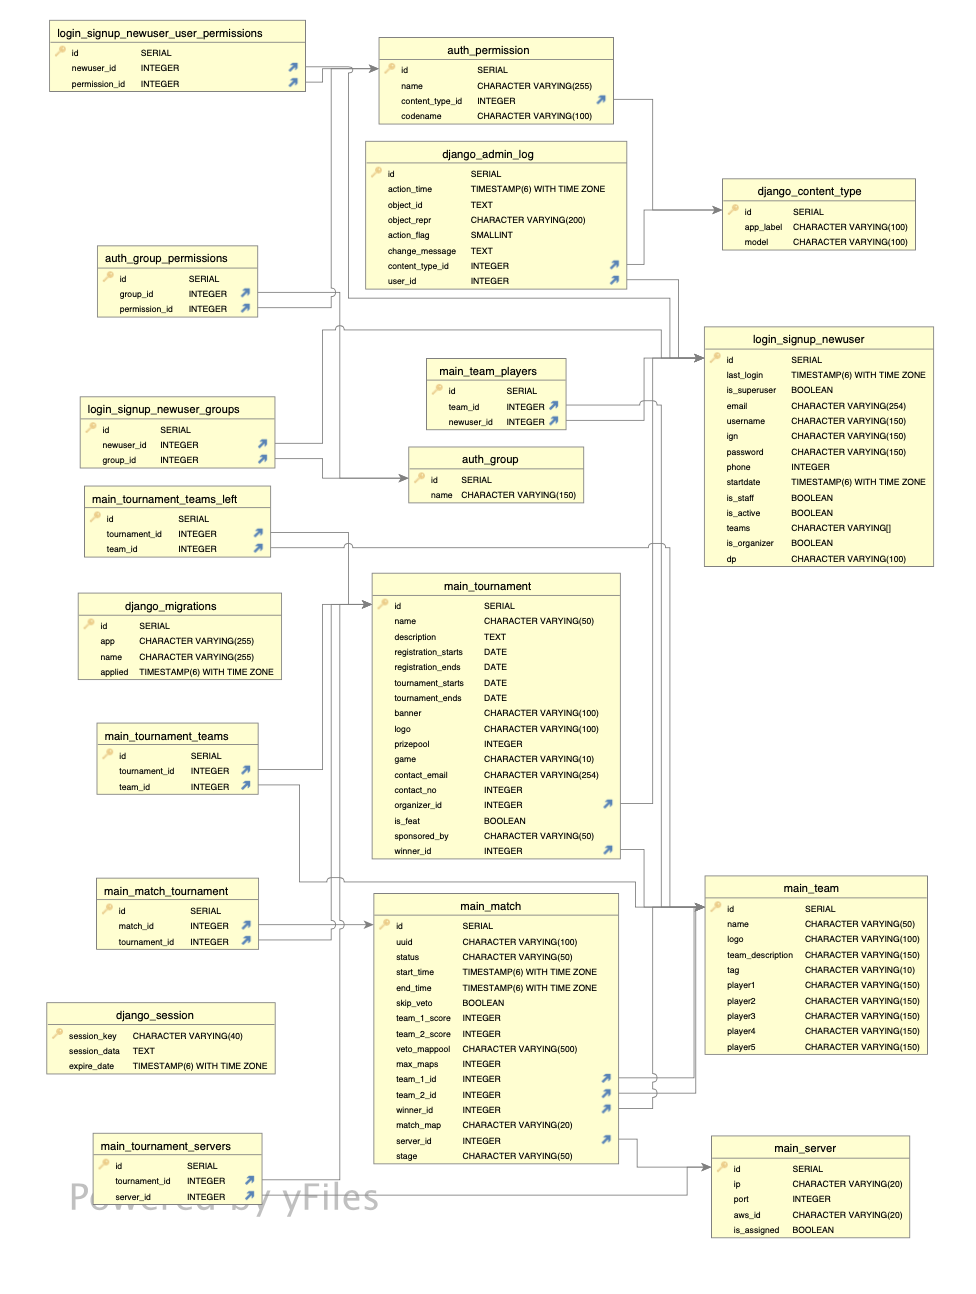 login_signup_newuser_user_permissions
id SERIAL
newuser_id INTEGER
permission_id INTEGER
auth_permission
id SERIAL
name CHARACTER VARYING(255)
content_type_id INTEGER
codename CHARACTER VARYING(100)
django_admin_log
id SERIAL
action_time TIMESTAMP(6) WITH TIME ZONE
object_id TEXT
object_repr CHARACTER VARYING(200)
action_flag SMALLINT
change_message TEXT
content_type_id INTEGER
user_id INTEGER
django_content_type
id SERIAL
app_label CHARACTER VARYING(100)
model CHARACTER VARYING(100)
auth_group_permissions
id SERIAL
group_id INTEGER
permission_id INTEGER
login_signup_newuser
id SERIAL
last_login TIMESTAMP(6) WITH TIME ZONE
is_superuser BOOLEAN
email CHARACTER VARYING(254)
username CHARACTER VARYING(150)
ign CHARACTER VARYING(150)
password CHARACTER VARYING(150)
phone INTEGER
startdate TIMESTAMP(6) WITH TIME ZONE
is_staff BOOLEAN
is_active BOOLEAN
teams CHARACTER VARYING[]
is_organizer BOOLEAN
dp CHARACTER VARYING(100)
main_team_players
id SERIAL
team_id INTEGER
newuser_id INTEGER
login_signup_newuser_groups
id SERIAL
newuser_id INTEGER
group_id INTEGER
auth_group
id SERIAL
name CHARACTER VARYING(150)
main_tournament_teams_left
id SERIAL
tournament_id INTEGER
team_id INTEGER
main_tournament
id SERIAL
name CHARACTER VARYING(50)
description TEXT
registration_starts DATE
registration_ends DATE
tournament_starts DATE
tournament_ends DATE
banner CHARACTER VARYING(100)
logo CHARACTER VARYING(100)
prizepool INTEGER
game CHARACTER VARYING(10)
contact_email CHARACTER VARYING(254)
contact_no INTEGER
organizer_id INTEGER
is_feat BOOLEAN
sponsored_by CHARACTER VARYING(50)
winner_id INTEGER
django_migrations
id SERIAL
app CHARACTER VARYING(255)
name CHARACTER VARYING(255)
applied TIMESTAMP(6) WITH TIME ZONE
main_tournament_teams
id SERIAL
tournament_id INTEGER
team_id INTEGER
main_match_tournament
id SERIAL
match_id INTEGER
tournament_id INTEGER
main_match
id SERIAL
uuid CHARACTER VARYING(100)
status CHARACTER VARYING(50)
start_time TIMESTAMP(6) WITH TIME ZONE
end_time TIMESTAMP(6) WITH TIME ZONE
skip_veto BOOLEAN
team_1_score INTEGER
team_2_score INTEGER
veto_mappool CHARACTER VARYING(500)
max_maps INTEGER
team_1_id INTEGER
team_2_id INTEGER
winner_id INTEGER
match_map CHARACTER VARYING(20)
server_id INTEGER
stage CHARACTER VARYING(50)
main_team
id SERIAL
name CHARACTER VARYING(50)
logo CHARACTER VARYING(100)
team_description CHARACTER VARYING(150)
tag CHARACTER VARYING(10)
player1 CHARACTER VARYING(150)
player2 CHARACTER VARYING(150)
player3 CHARACTER VARYING(150)
player4 CHARACTER VARYING(150)
player5 CHARACTER VARYING(150)
django_session
session_key CHARACTER VARYING(40)
session_data TEXT
expire_date TIMESTAMP(6) WITH TIME ZONE
main_tournament_servers
id SERIAL
tournament_id INTEGER
server_id INTEGER
main_server
id SERIAL
ip CHARACTER VARYING(20)
port INTEGER
aws_id CHARACTER VARYING(20)
is_assigned BOOLEAN
Powered by yFiles